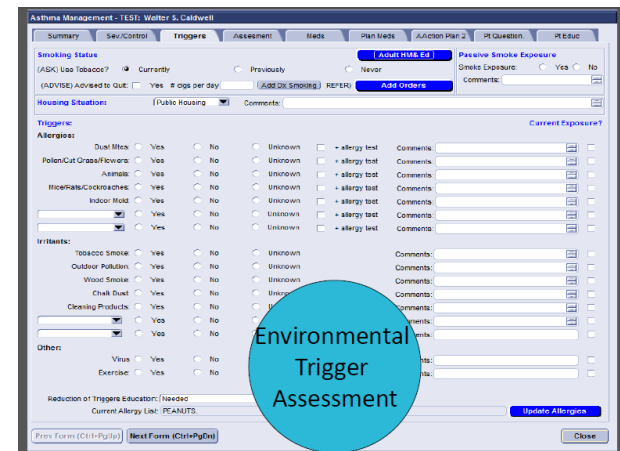 Asthma Management - TEST: Walter S. Caldwell
Summary Sev./Control Triggers Assessment Meds Plan Meds AAction Plan 2 Pt Question. Pt Educ
Smoking Status [ Adult HM& Ed ] Passive Smoke Exposure
(ASK) Use Tobacco? Currently Previously Never Smoke Exposure: Yes No
(ADVISE) Advised to Quit: Yes # cigs per day Add Dx Smoking REFER) Add Orders Comments:
Housing Situation: Public Housing Comments:
Triggers: Current Exposure?
Allergies:
Dust Mites: Yes No Unknown + allergy test Comments:
Pollen/Cut Grass/Flowers: Yes No Unknown + allergy test Comments:
Animals: Yes No Unknown + allergy test Comments:
Mice/Rats/Cockroaches: Yes No Unknown + allergy test Comments:
Indoor Mold: Yes No Unknown + allergy test Comments:
Yes No Unknown + allergy test Comments:
Yes No Unknown + allergy test Comments:
Irritants:
Tobacco Smoke: Yes No Unknown Comments:
Outdoor Pollution: Yes No Unknown Comments:
Wood Smoke: Yes No Unknown Comments:
Chalk Dust: Yes No Comments:
Cleaning Products: Yes No Comments:
Yes No
Yes No
Other:
Virus: Yes No
Exercise: Yes No
Environmental
Trigger
Assessment
Reduction of Triggers Education: Needed
Current Allergy List: PEANUTS. Update Allergies
Prev Form (Ctrl+PgUp) Next Form (Ctrl+PgDn) Close